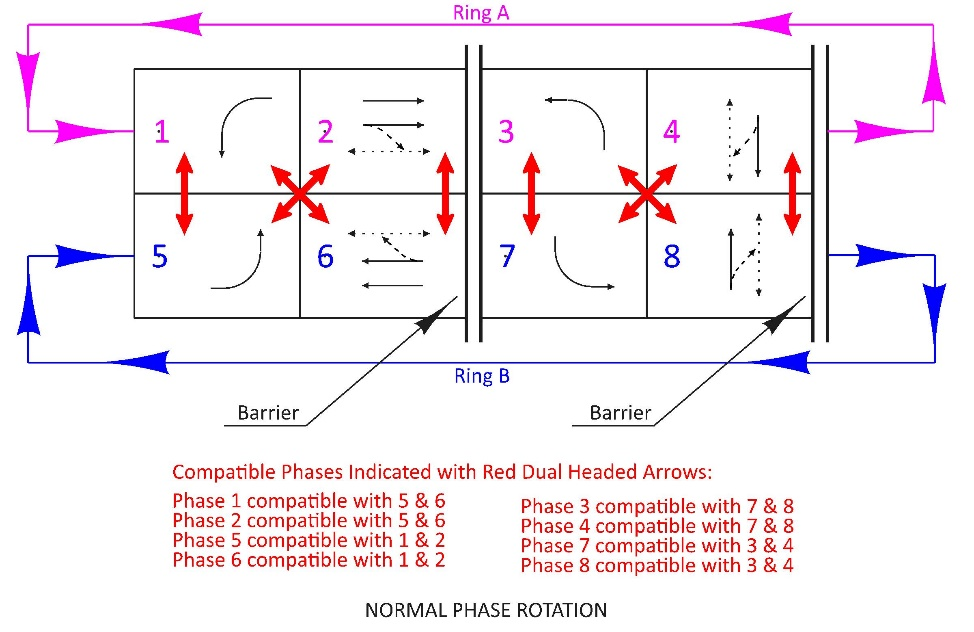 Ring A
1 2 3 4
5 6 7 8
Ring B
Barrier Barrier
Compatible Phases Indicated with Red Dual Headed Arrows:
Phase 1 compatible with 5 & 6
Phase 2 compatible with 5 & 6
Phase 5 compatible with 1 & 2
Phase 6 compatible with 1 & 2
Phase 3 compatible with 7 & 8
Phase 4 compatible with 7 & 8
Phase 7 compatible with 3 & 4
Phase 8 compatible with 3 & 4
NORMAL PHASE ROTATION